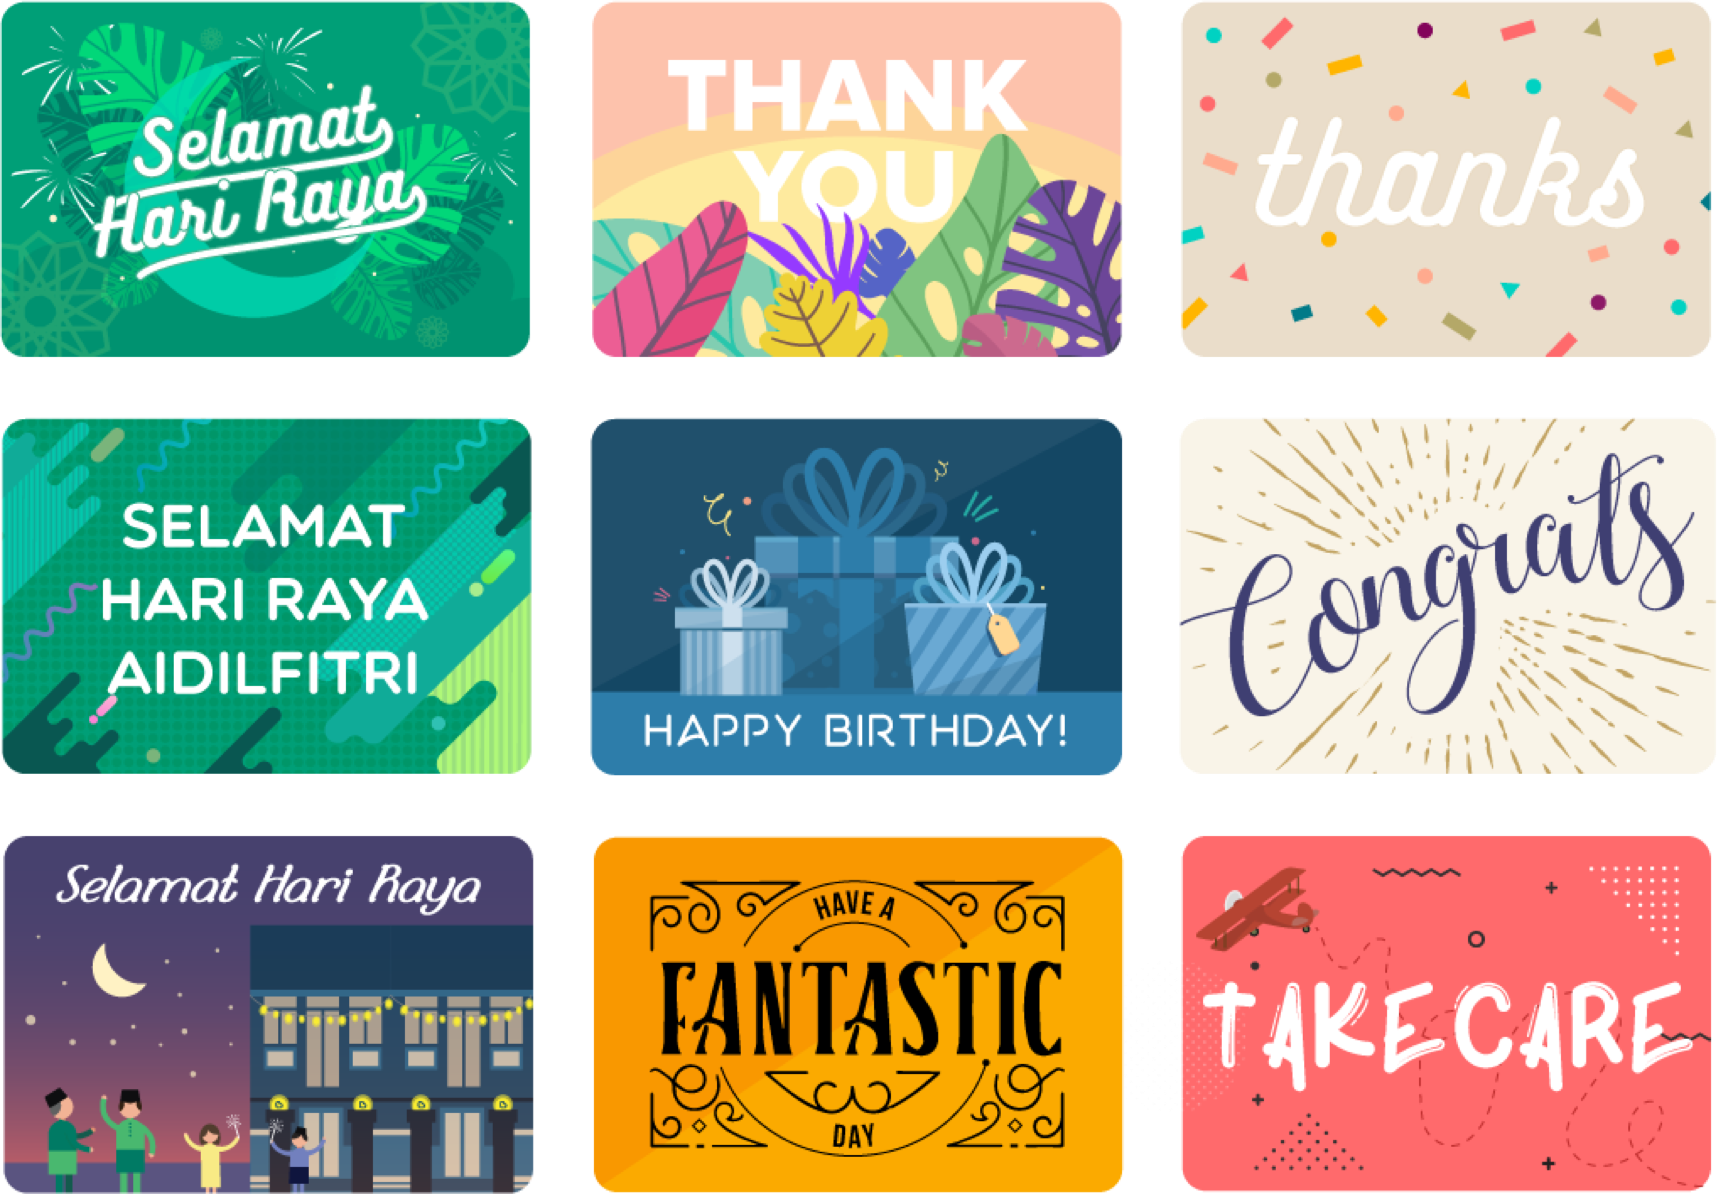 Selamat
Hari Raya
THANK
YOU
thanks
SELAMAT
HARI RAYA
AIDILFITRI
HAPPY BIRTHDAY!
Congrats
Selamat Hari Raya
HAVE A
FANTASTIC
DAY
TAKE CARE